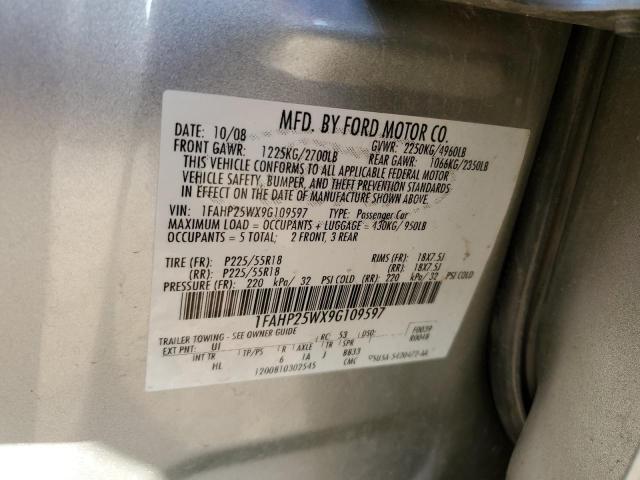 MFD. BY FORD MOTOR CO.
DATE: 10/08 GVWR: 2250KG/4960LB
FRONT GAWR: 1225KG/2700LB REAR GAWR: 1066KG/2350LB
THIS VEHICLE CONFORMS TO ALL APPLICABLE FEDERAL MOTOR
VEHICLE SAFETY, BUMPER, AND THEFT PREVENTION STANDARDS
IN EFFECT ON THE DATE OF MANUFACTURE SHOWN ABOVE.
VIN: 1FAHP25WX9G109597 TYPE: Passenger Car
MAXIMUM LOAD = OCCUPANTS + LUGGAGE = 430KG/ 950LB
OCCUPANTS = 5 TOTAL; 2 FRONT, 3 REAR
TIRE (FR): P225/55R18 RIMS (FR): 18X7.5J
(RR): P225/55R18 (RR): 18X7.5J
PRESSURE (FR): 220 kPa/ 32 PSI COLD (RR): 220 kPa/ 32 PSI COLD
1FAHP25WX9G109597
TRAILER TOWING - SEE OWNER GUIDE RC: 53 DSO: F0039
EXT PNT: UI R0048
INT TR TP/PS R AXLE TR SPR
HL 6 1A J BB33
1200810302545 CMC